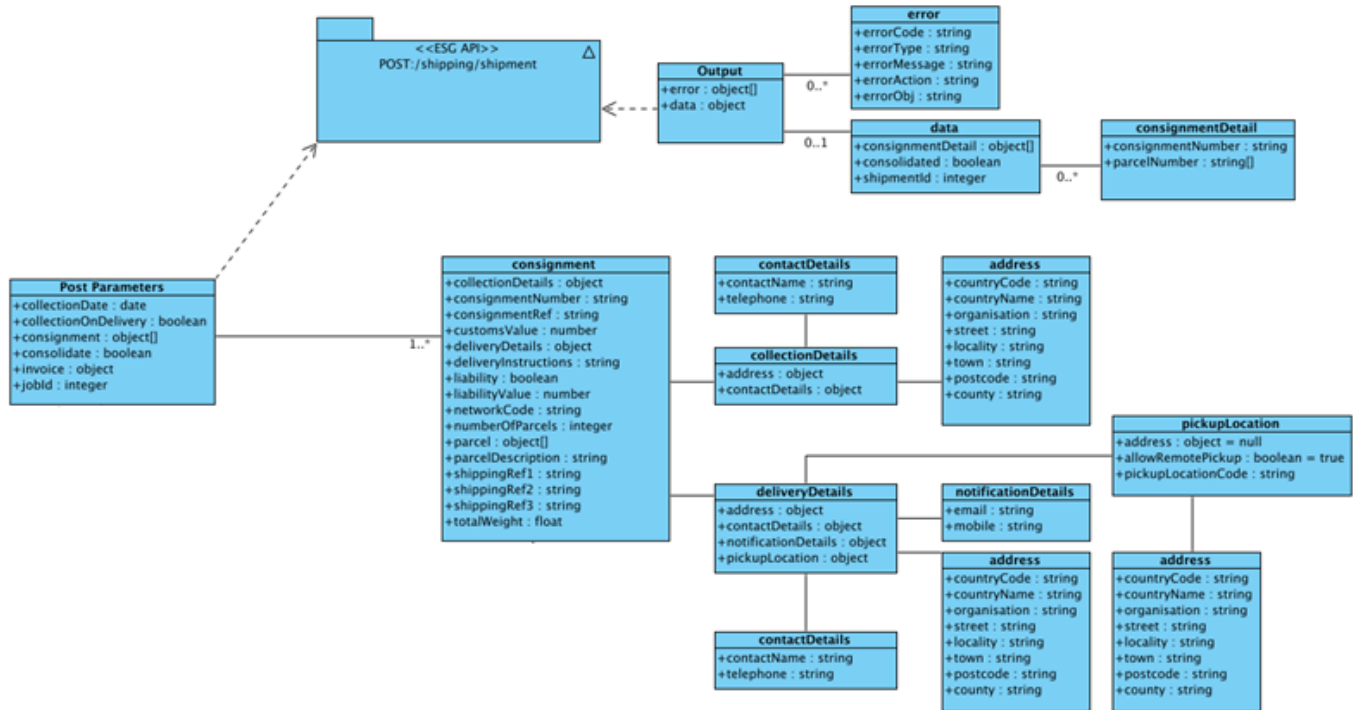 <<ESG API>>
POST:/shipping/shipment
Output
+error : object[]
+data : object
0..*
0..1
error
+errorCode : string
+errorType : string
+errorMessage : string
+errorAction : string
+errorObj : string
data
+consignmentDetail : object[]
+consolidated : boolean
+shipmentId : integer
0..*
consignmentDetail
+consignmentNumber : string
+parcelNumber : string[]
Post Parameters
+collectionDate : date
+collectionOnDelivery : boolean
+consignment : object[]
+consolidate : boolean
+invoice : object
+jobId : integer
1..*
consignment
+collectionDetails : object
+consignmentNumber : string
+consignmentRef : string
+customsValue : number
+deliveryDetails : object
+deliveryInstructions : string
+liability : boolean
+liabilityValue : number
+networkCode : string
+numberOfParcels : integer
+parcel : object[]
+parcelDescription : string
+shippingRef1 : string
+shippingRef2 : string
+shippingRef3 : string
+totalWeight : float
contactDetails
+contactName : string
+telephone : string
collectionDetails
+address : object
+contactDetails : object
address
+countryCode : string
+countryName : string
+organisation : string
+street : string
+locality : string
+town : string
+postcode : string
+county : string
pickupLocation
+address : object = null
+allowRemotePickup : boolean = true
+pickupLocationCode : string
deliveryDetails
+address : object
+contactDetails : object
+notificationDetails : object
+pickupLocation : object
notificationDetails
+email : string
+mobile : string
address
+countryCode : string
+countryName : string
+organisation : string
+street : string
+locality : string
+town : string
+postcode : string
+county : string
address
+countryCode : string
+countryName : string
+organisation : string
+street : string
+locality : string
+town : string
+postcode : string
+county : string
contactDetails
+contactName : string
+telephone : string